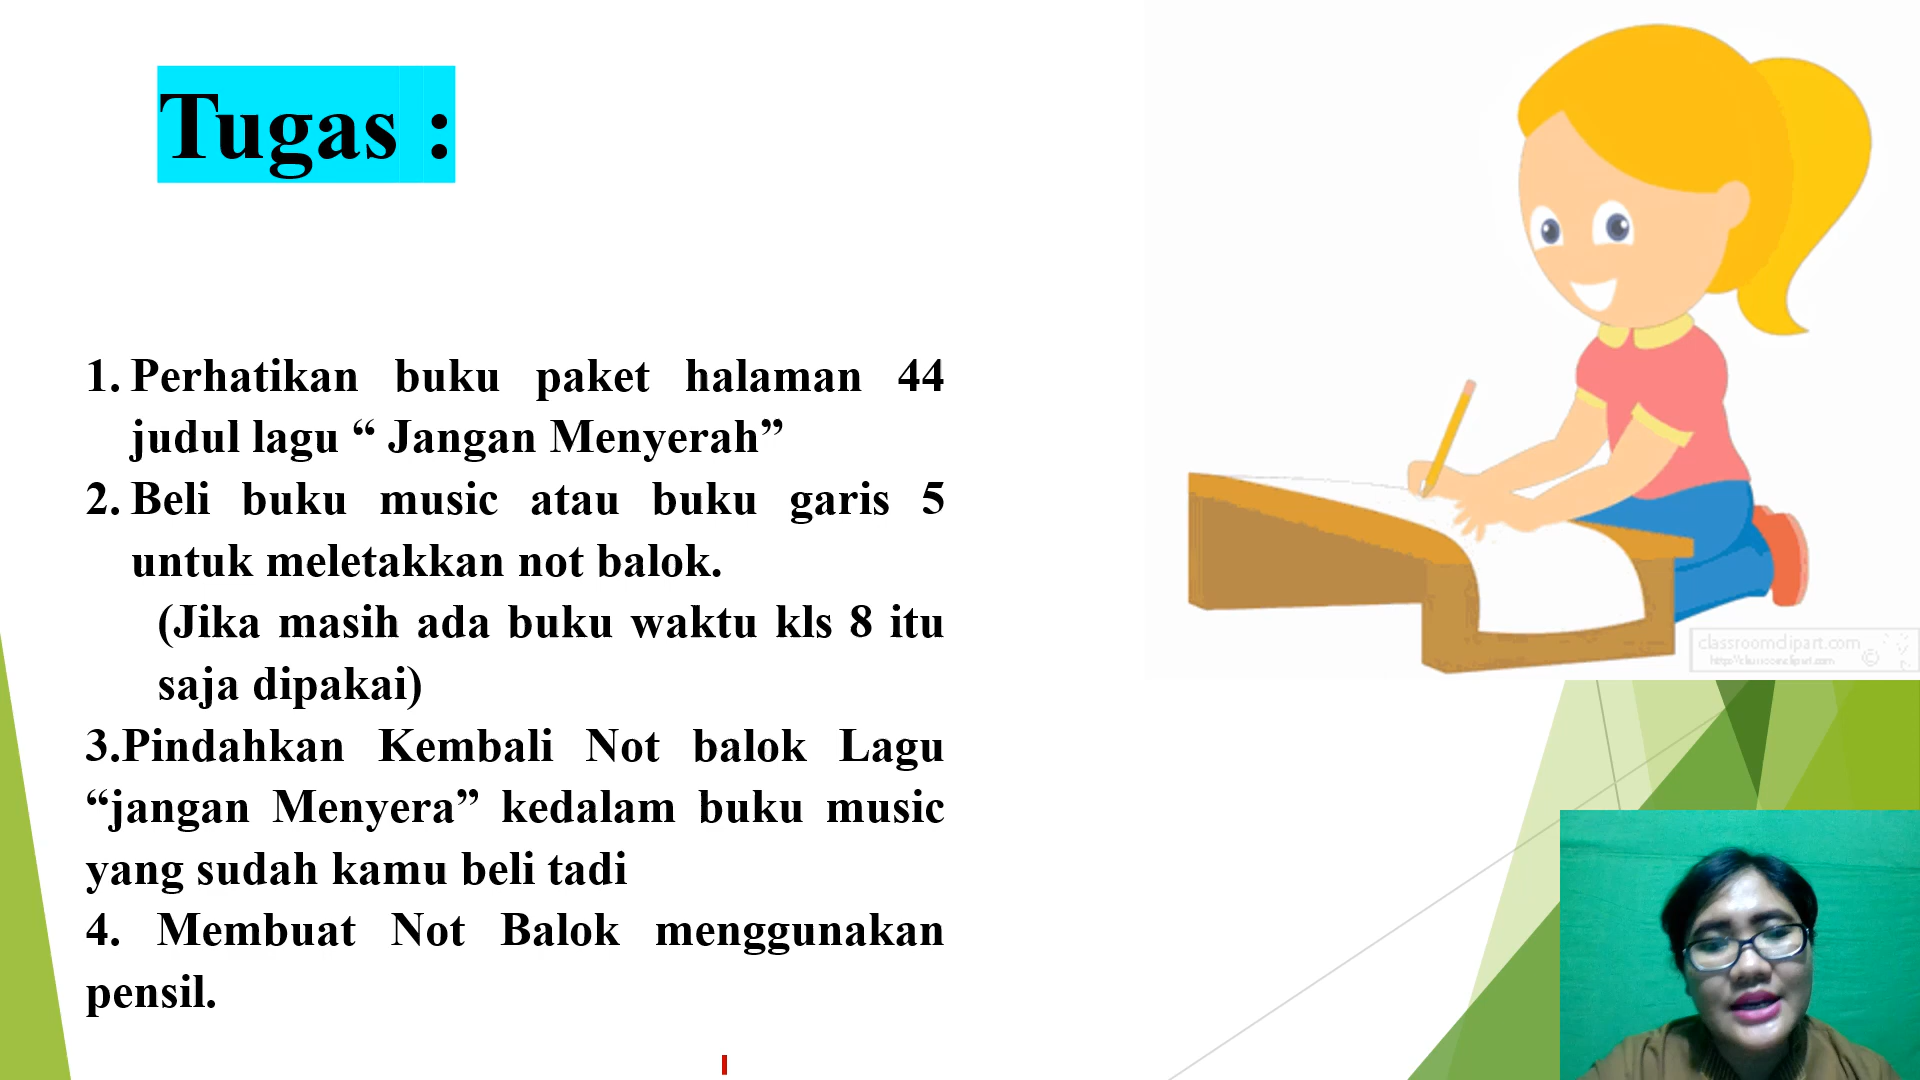 Tugas :
1. Perhatikan buku paket halaman 44
judul lagu “ Jangan Menyerah”
2. Beli buku music atau buku garis 5
untuk meletakkan not balok.
(Jika masih ada buku waktu kls 8 itu
saja dipakai)
3.Pindahkan Kembali Not balok Lagu
“jangan Menyera” kedalam buku music
yang sudah kamu beli tadi
4. Membuat Not Balok menggunakan
pensil.
classroomclipart.com
©